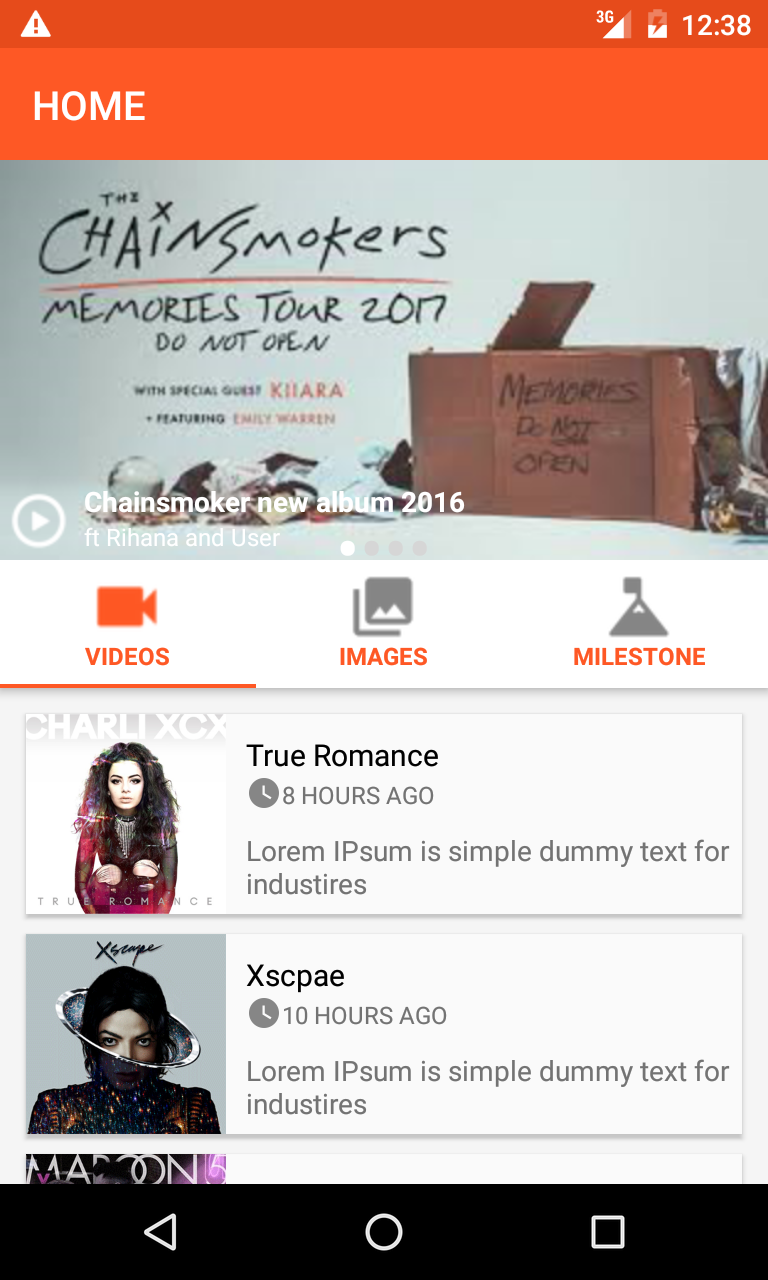 3G
12:38
HOME
THE
CHAINSMOKERS
MEMORIES TOUR 2017
DO NOT OPEN
WITH SPECIAL GUEST KIIARA
+ FEATURING EMILY WARREN
MEMORIES
DO NOT
OPEN
Chainsmoker new album 2016
ft Rihana and User
VIDEOS
IMAGES
MILESTONE
CHARLI XCX
TRUE ROMANCE
True Romance
8 HOURS AGO
Lorem IPsum is simple dummy text for
industires
Xscape
Xscpae
10 HOURS AGO
Lorem IPsum is simple dummy text for
industires
MAROON 5